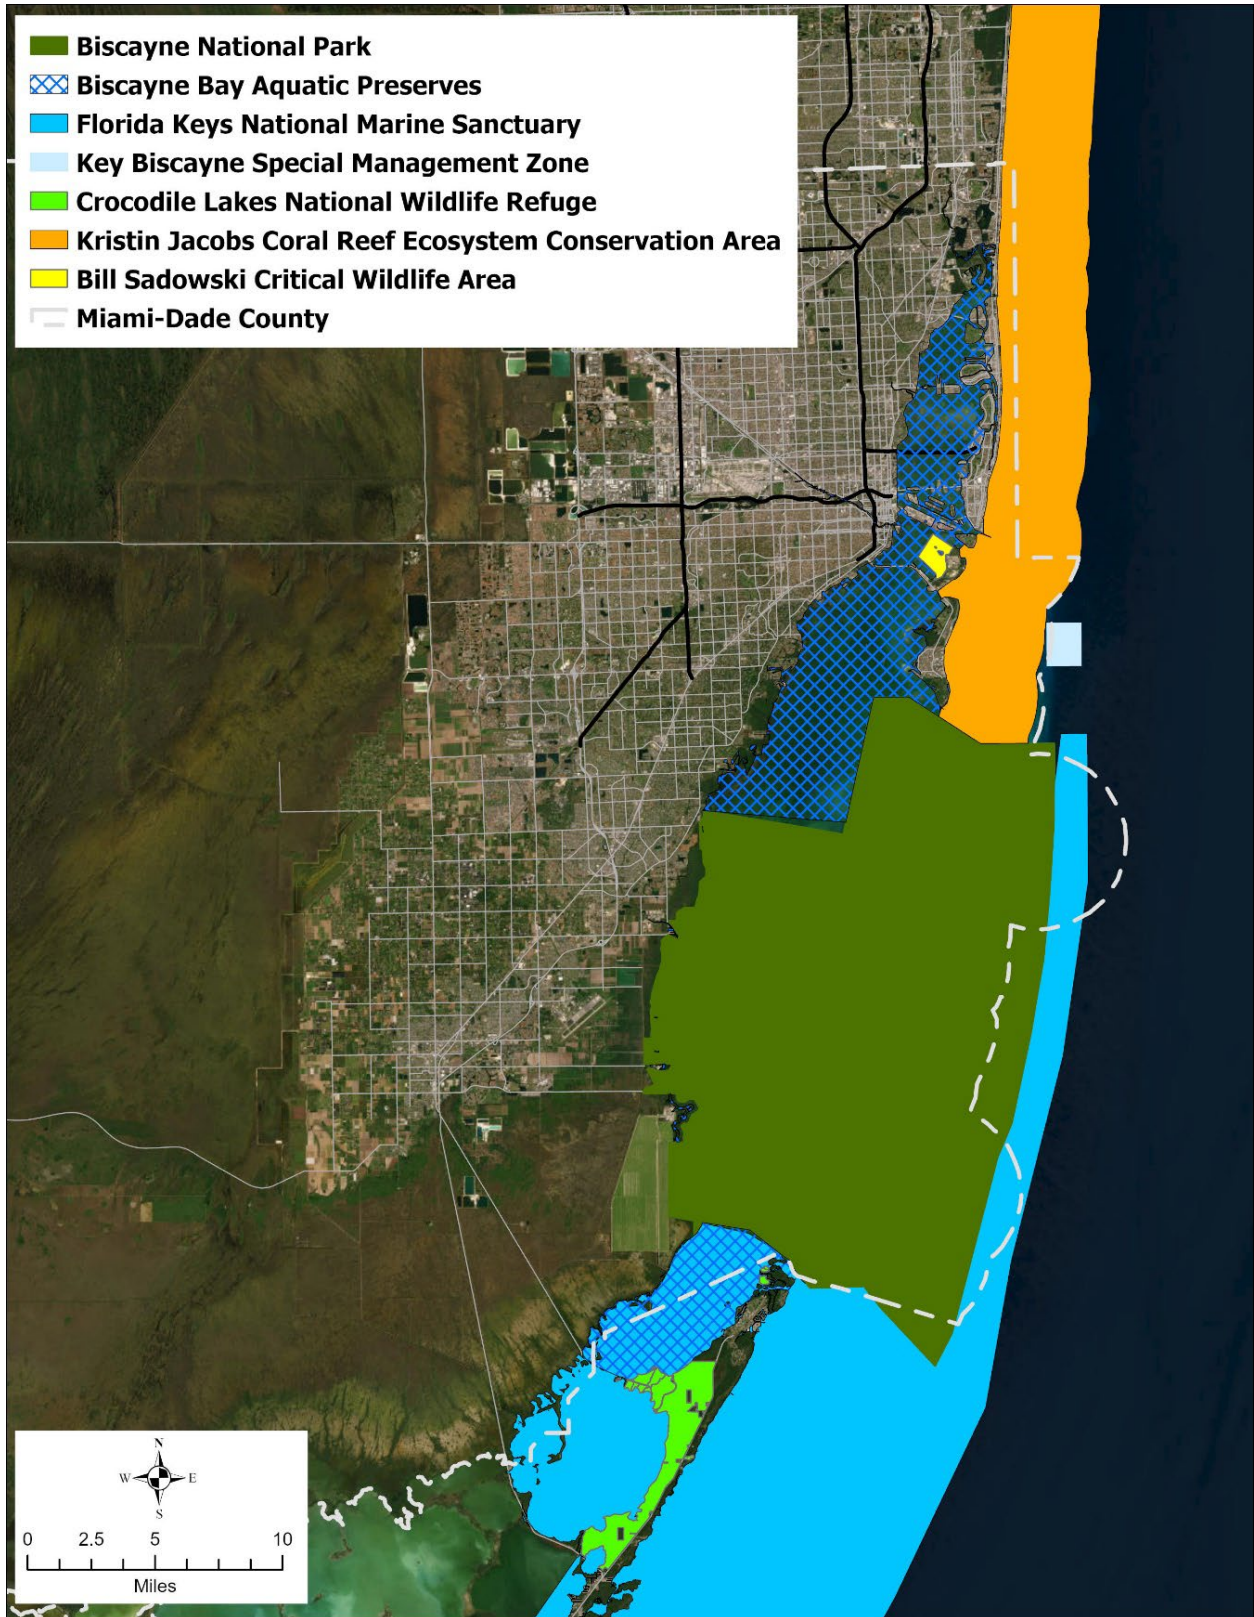 Biscayne National Park
Biscayne Bay Aquatic Preserves
Florida Keys National Marine Sanctuary
Key Biscayne Special Management Zone
Crocodile Lakes National Wildlife Refuge
Kristin Jacobs Coral Reef Ecosystem Conservation Area
Bill Sadowski Critical Wildlife Area
Miami-Dade County
N
W E
S
0 2.5 5 10
Miles